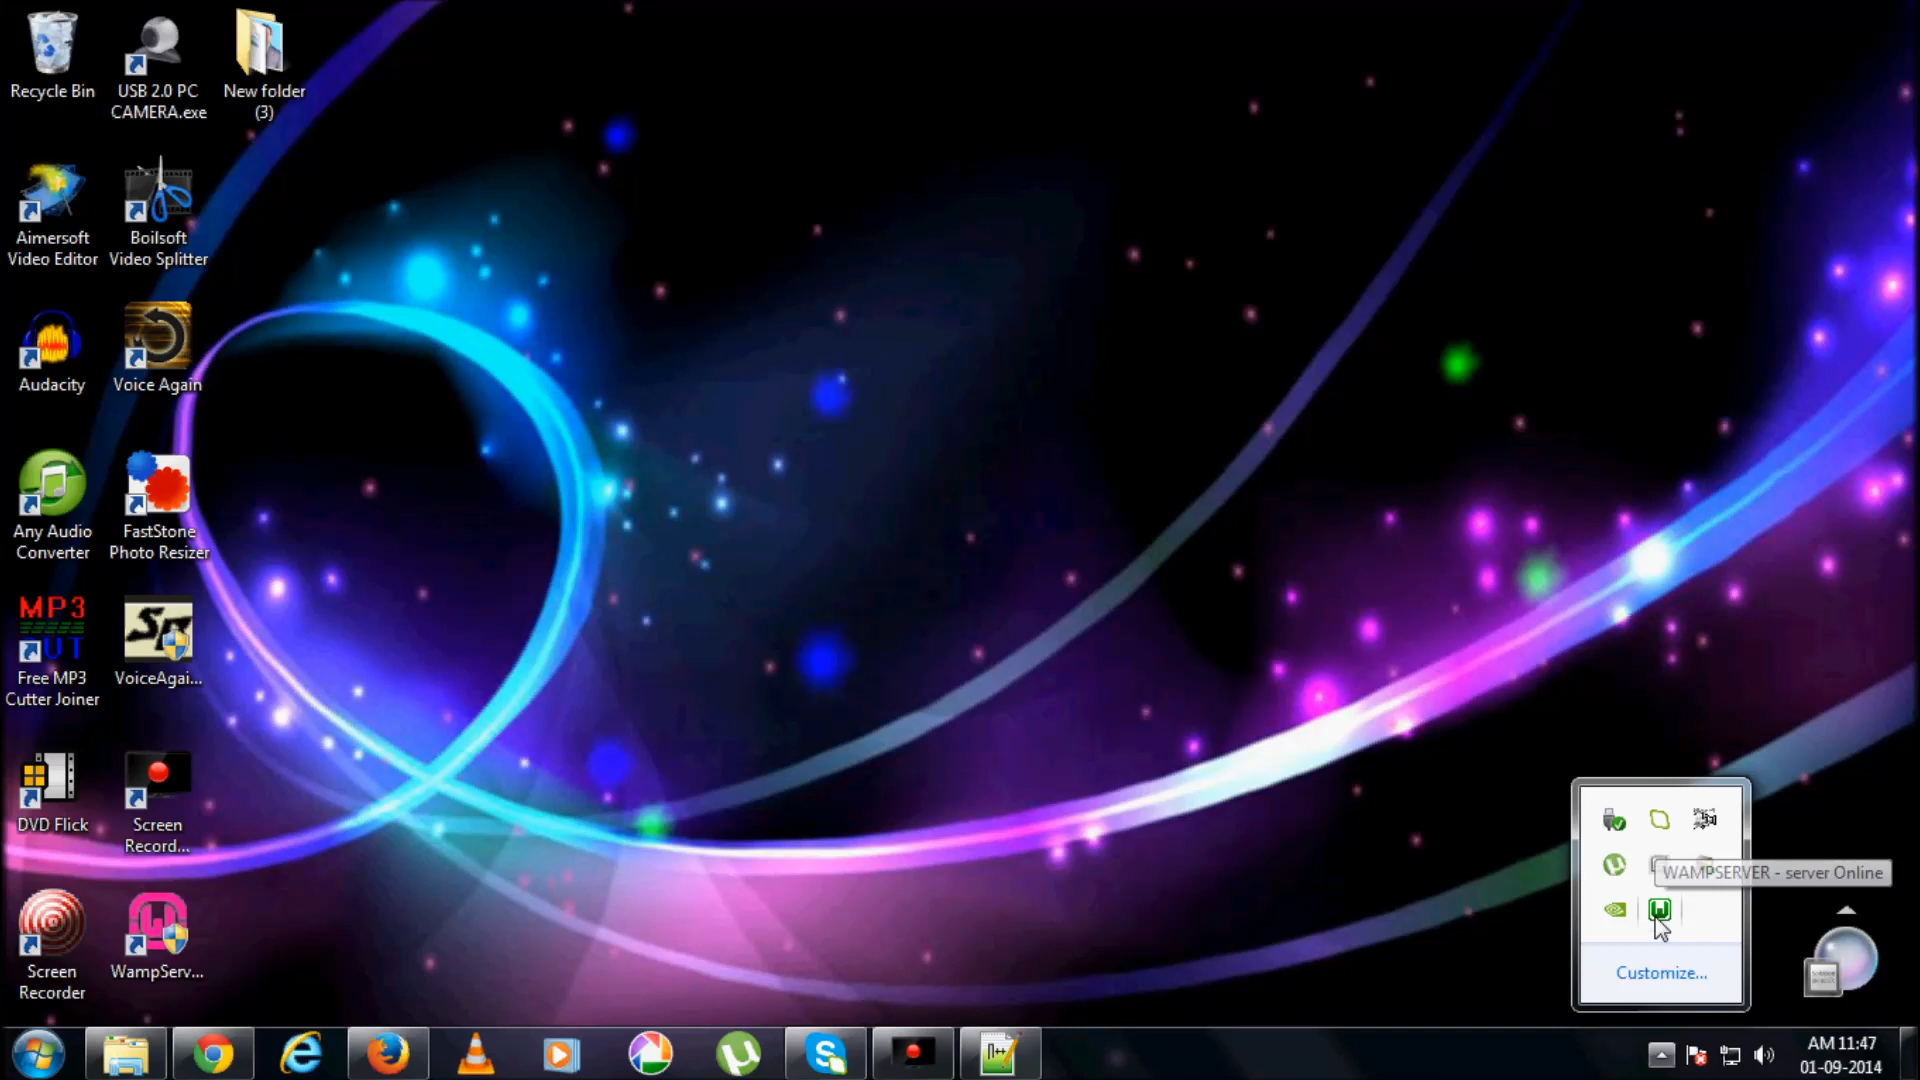 Recycle Bin
USB 2.0 PC
CAMERA.exe
New folder
(3)
Aimersoft
Video Editor
Boilsoft
Video Splitter
Audacity
Voice Again
Any Audio
Converter
FastStone
Photo Resizer
MP3
UT
Free MP3
Cutter Joiner
VoiceAgai...
DVD Flick
Screen
Record...
Screen
Recorder
WampServ...
WAMPSERVER - server Online
Customize...
AM 11:47
01-09-2014